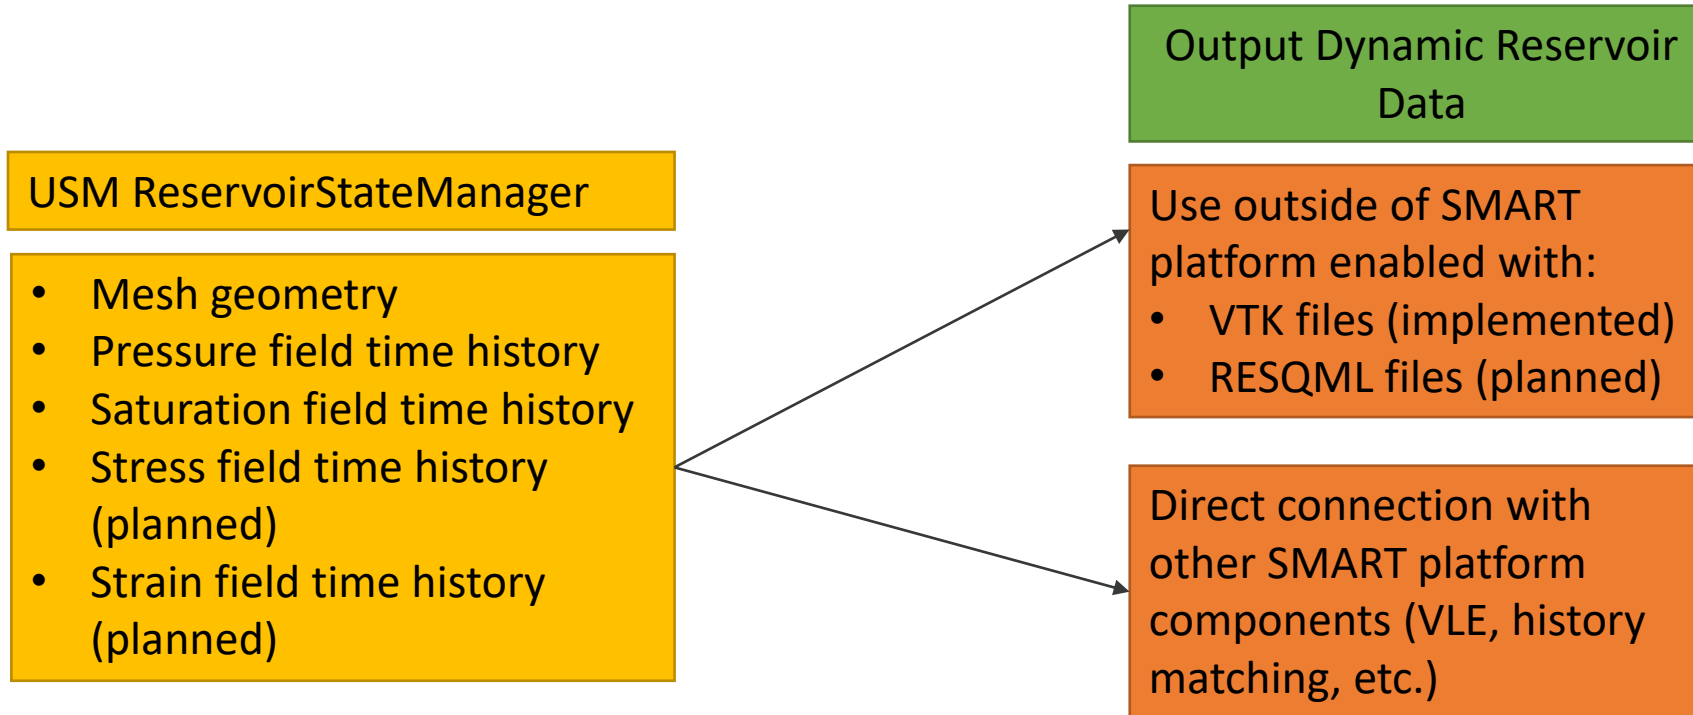 USM ReservoirStateManager
• Mesh geometry
• Pressure field time history
• Saturation field time history
• Stress field time history
(planned)
• Strain field time history
(planned)
Output Dynamic Reservoir
Data
Use outside of SMART
platform enabled with:
• VTK files (implemented)
• RESQML files (planned)
Direct connection with
other SMART platform
components (VLE, history
matching, etc.)